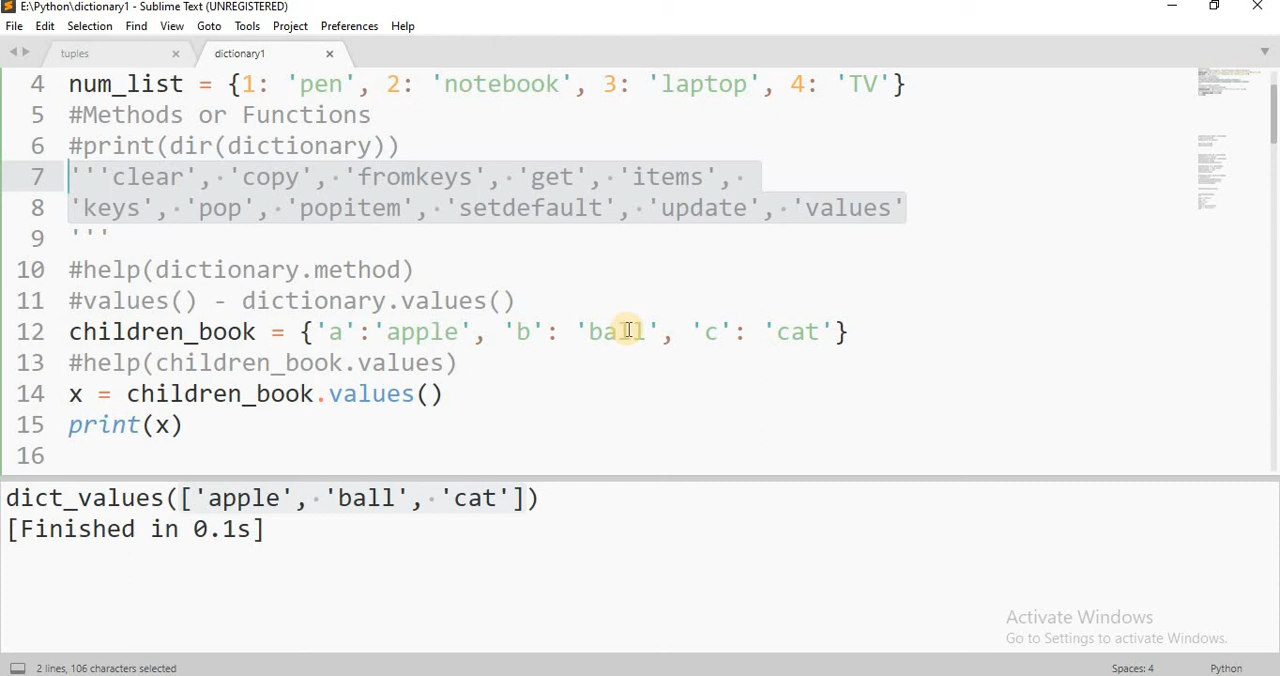 E:\Python\dictionary1 - Sublime Text (UNREGISTERED)
File Edit Selection Find View Goto Tools Project Preferences Help
tuples dictionary1
4 num_list = {1: 'pen', 2: 'notebook', 3: 'laptop', 4: 'TV'}
5 #Methods or Functions
6 #print(dir(dictionary))
7 '''clear', 'copy', 'fromkeys', 'get', 'items',
8 'keys', 'pop', 'popitem', 'setdefault', 'update', 'values'
9 '''
10 #help(dictionary.method)
11 #values() - dictionary.values()
12 children_book = {'a':'apple', 'b': 'ball', 'c': 'cat'}
13 #help(children_book.values)
14 x = children_book.values()
15 print(x)
16
dict_values(['apple', 'ball', 'cat'])
[Finished in 0.1s]
Activate Windows
Go to Settings to activate Windows.
2 lines, 106 characters selected Spaces: 4 Python